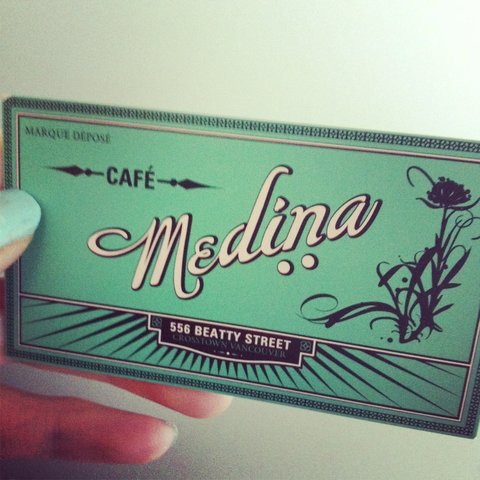 MARQUE DÉPOSÉ
CAFÉ
Medina
556 BEATTY STREET
CROSSTOWN VANCOUVER